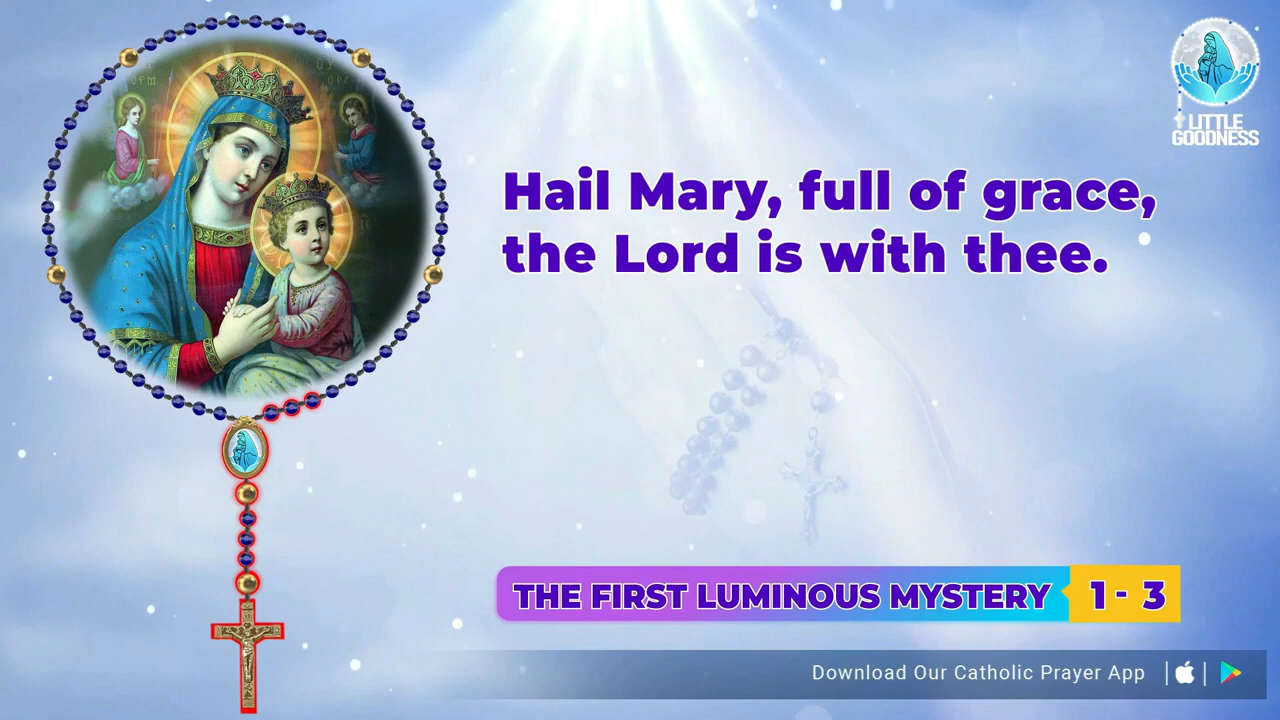 LITTLE
GOODNESS
Hail Mary, full of grace,
the Lord is with thee.
THE FIRST LUMINOUS MYSTERY 1 - 3
Download Our Catholic Prayer App